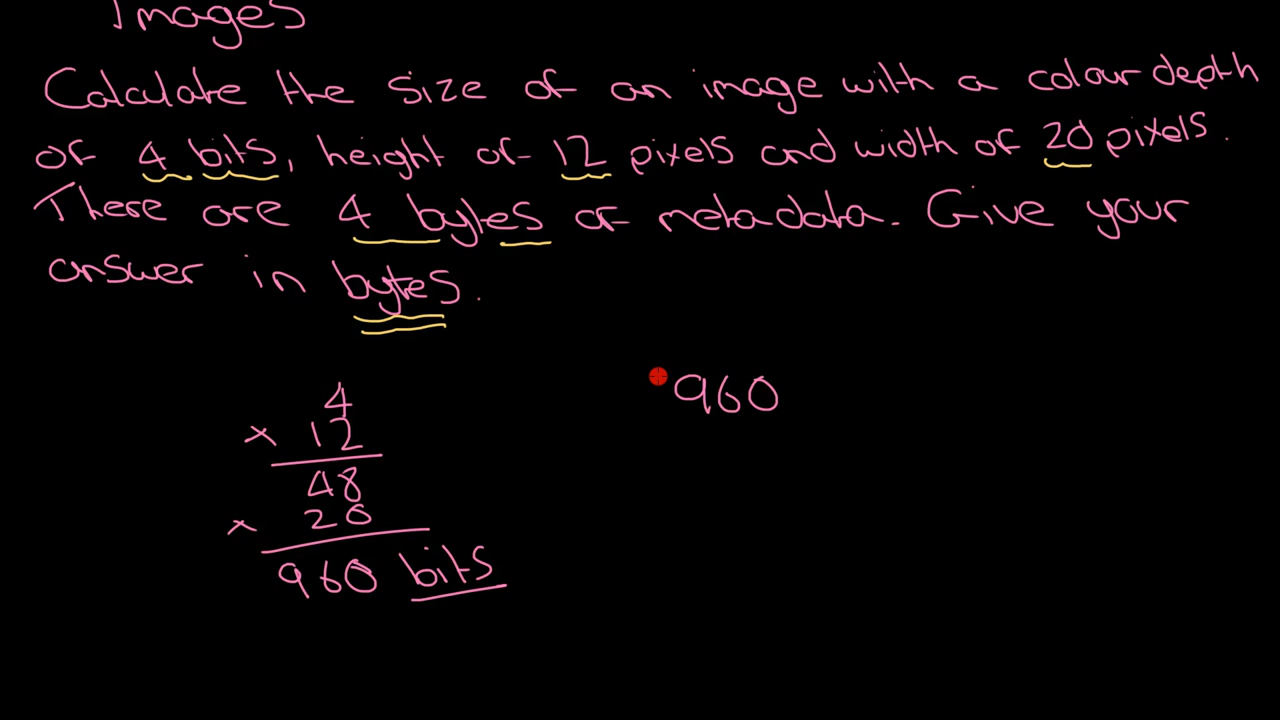 Images
Calculate the size of an image with a colour depth
of 4 bits, height of 12 pixels and width of 20 pixels.
There are 4 bytes of metadata. Give your
answer in bytes.
4
× 12
48
× 20
960 bits
960